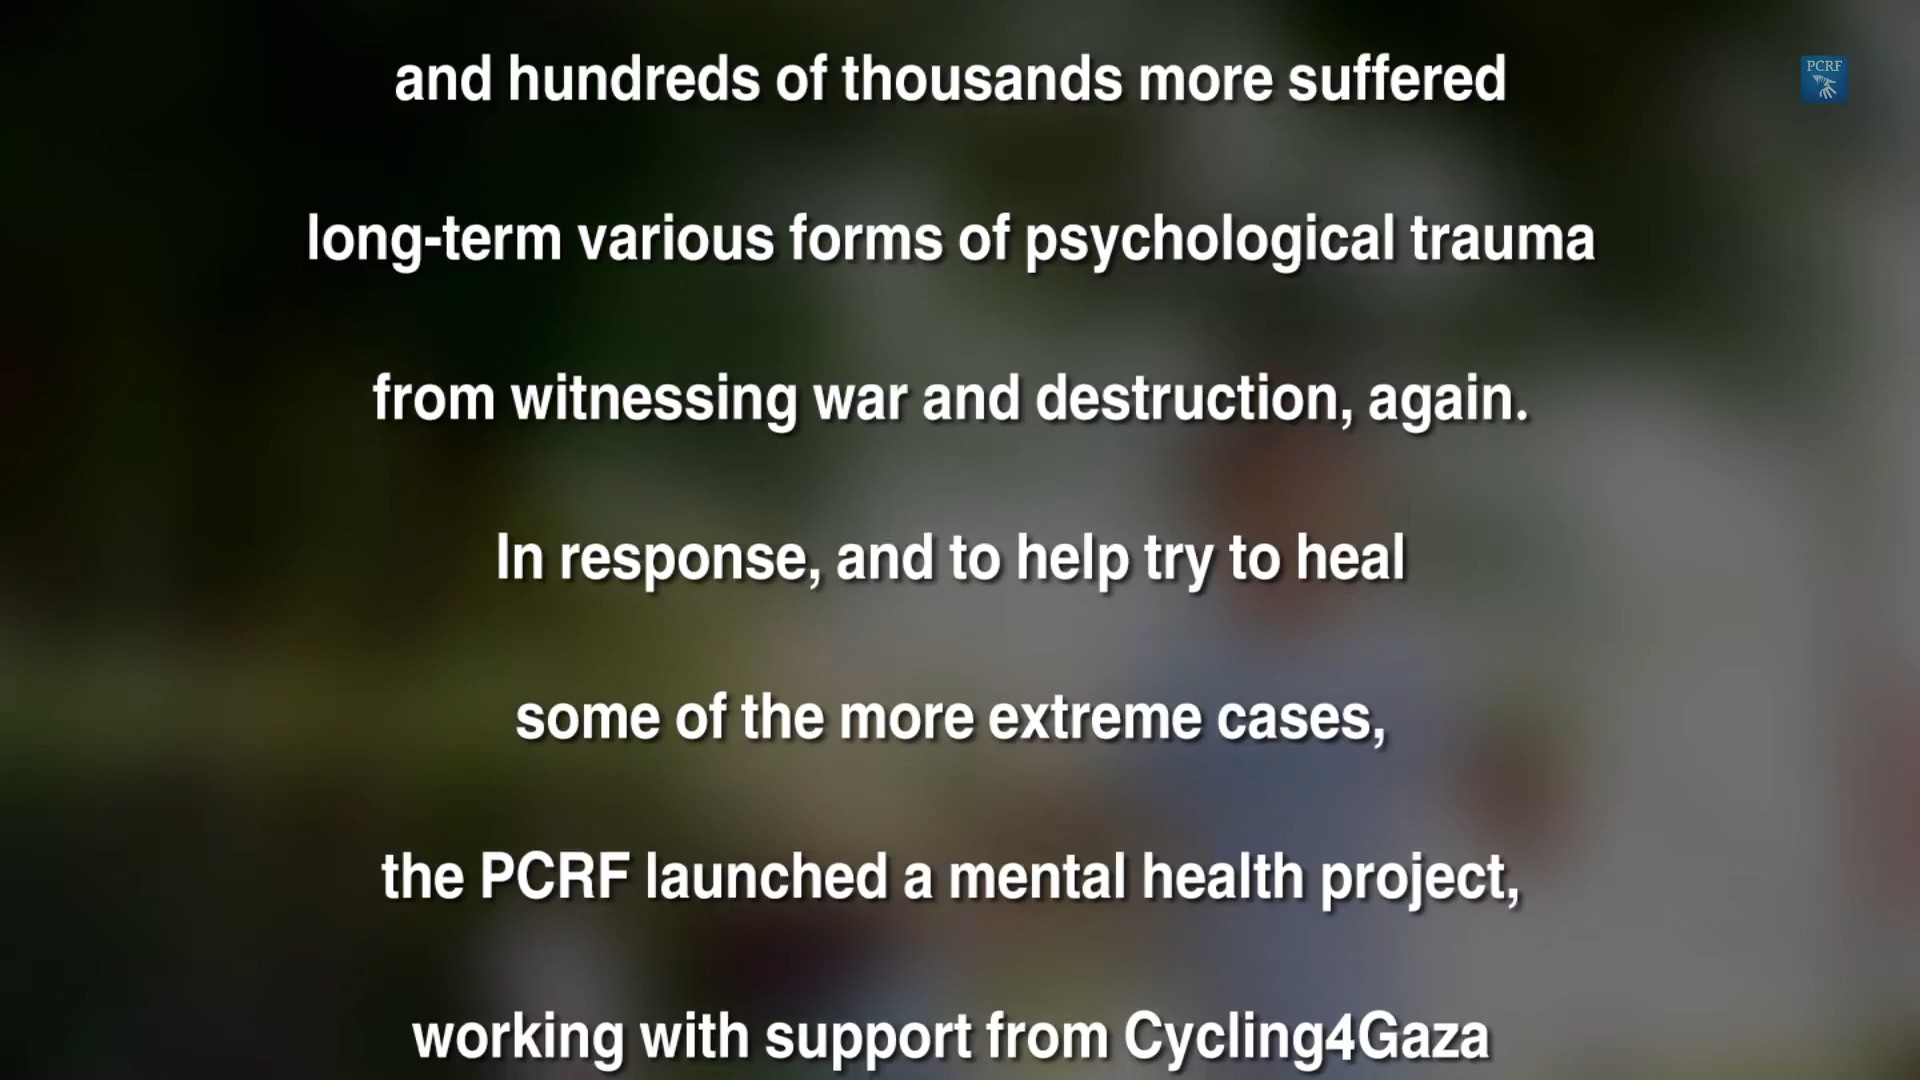 and hundreds of thousands more suffered
PCRF
long-term various forms of psychological trauma
from witnessing war and destruction, again.
In response, and to help try to heal
some of the more extreme cases,
the PCRF launched a mental health project,
working with support from Cycling4Gaza